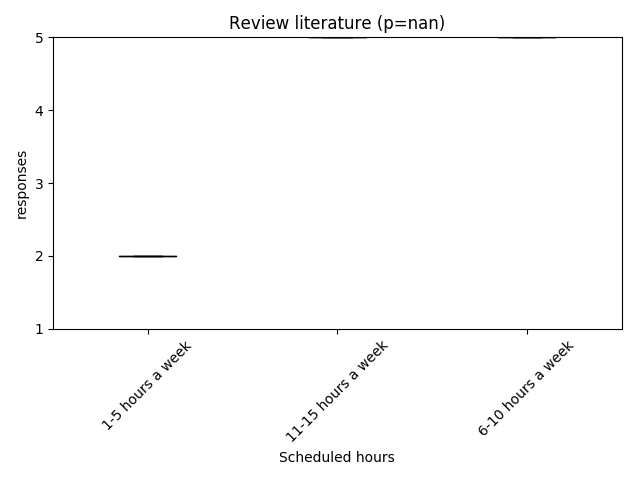 Review literature (p=nan)
5
4
3
2
1
responses
1-5 hours a week
11-15 hours a week
6-10 hours a week
Scheduled hours